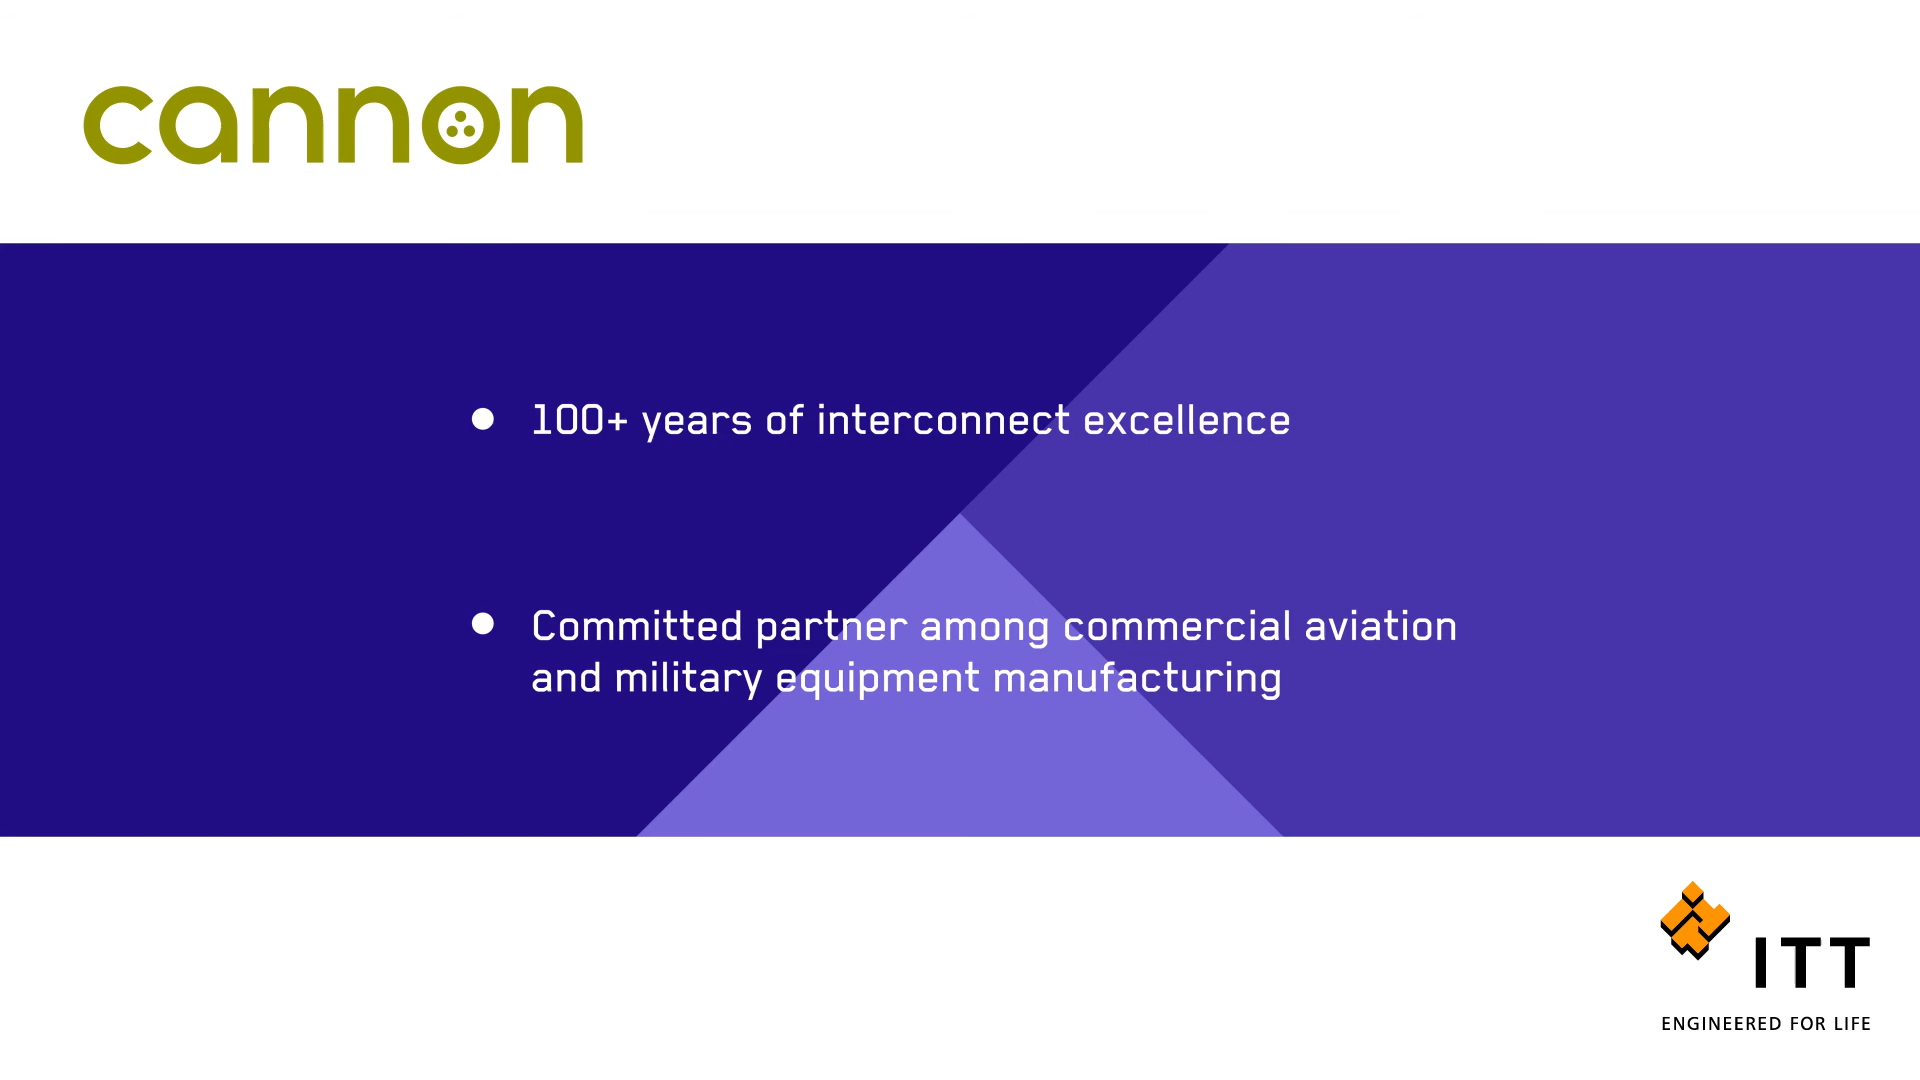 cannon
100+ years of interconnect excellence
Committed partner among commercial aviation
and military equipment manufacturing
ITT
ENGINEERED FOR LIFE